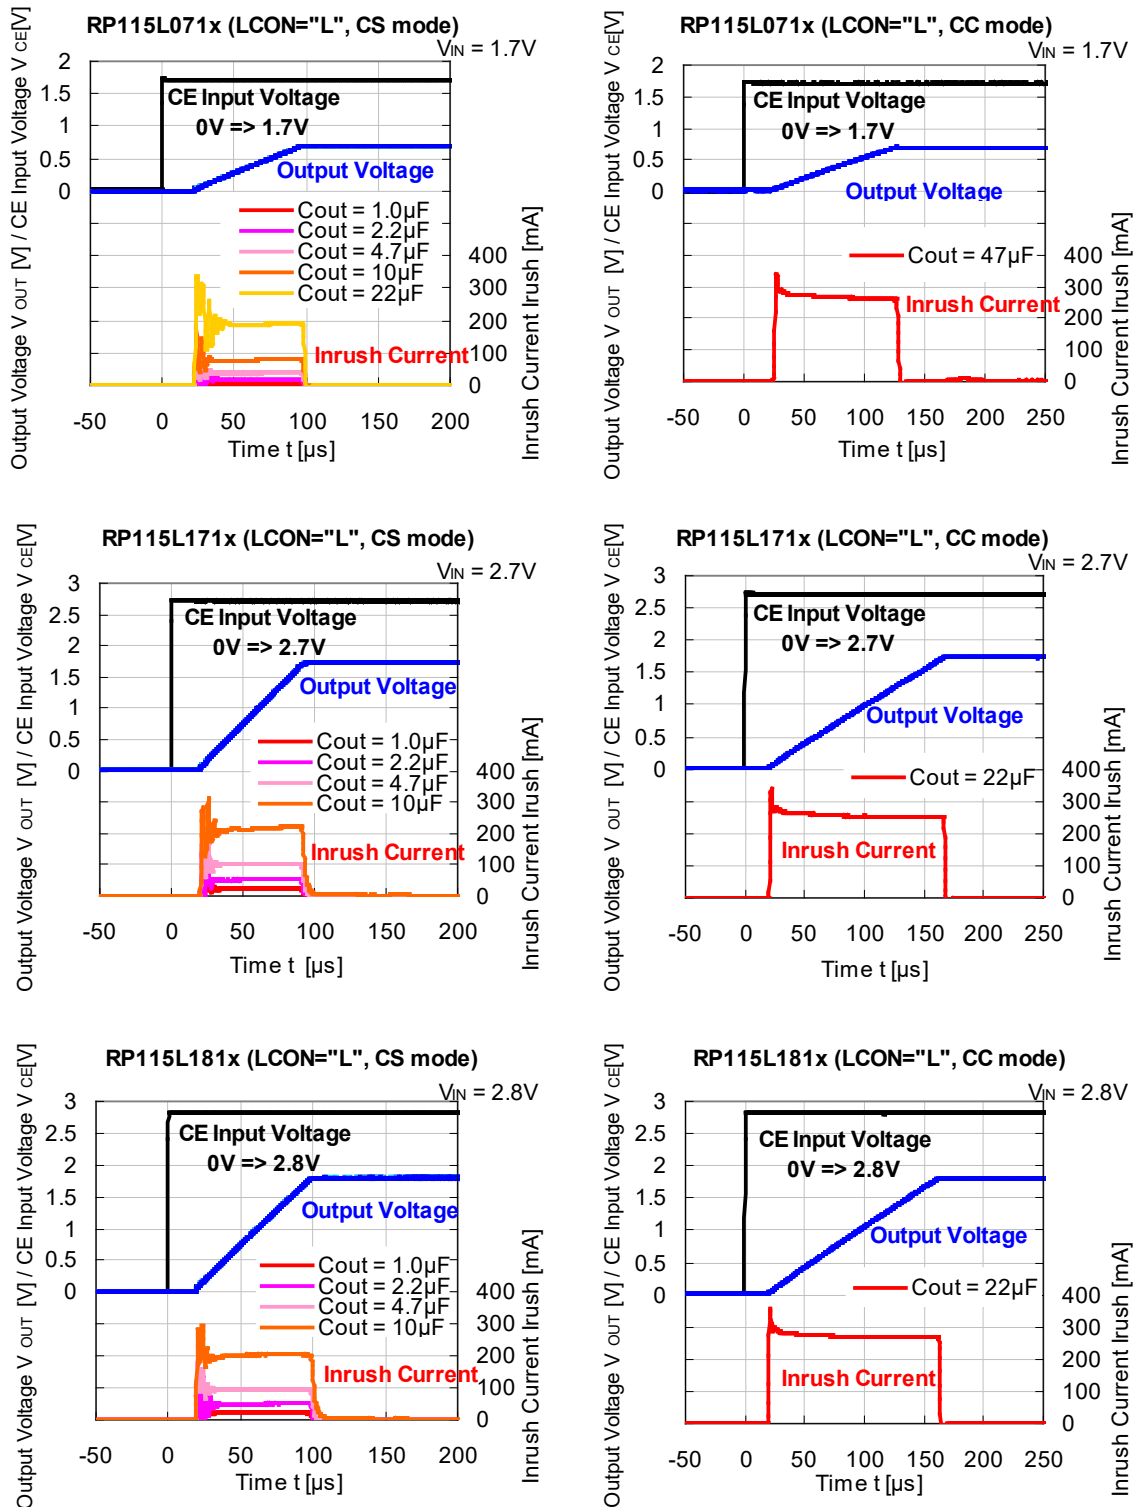 RP115L071x (LCON="L", CS mode)
VIN = 1.7V
Output Voltage V OUT [V] / CE Input Voltage V CE[V]
2
1.5
1
0.5
0
CE Input Voltage
0V => 1.7V
Output Voltage
Cout = 1.0µF
Cout = 2.2µF
Cout = 4.7µF
Cout = 10µF
Cout = 22µF
Inrush Current
400
300
200
100
0
Inrush Current Irush [mA]
-50 0 50 100 150 200
Time t [µs]
RP115L071x (LCON="L", CC mode)
VIN = 1.7V
Output Voltage V OUT [V] / CE Input Voltage V CE[V]
2
1.5
1
0.5
0
CE Input Voltage
0V => 1.7V
Output Voltage
Cout = 47µF
Inrush Current
400
300
200
100
0
Inrush Current Irush [mA]
-50 0 50 100 150 200 250
Time t [µs]
RP115L171x (LCON="L", CS mode)
VIN = 2.7V
Output Voltage V OUT [V] / CE Input Voltage V CE[V]
3
2.5
2
1.5
1
0.5
0
CE Input Voltage
0V => 2.7V
Output Voltage
Cout = 1.0µF
Cout = 2.2µF
Cout = 4.7µF
Cout = 10µF
Inrush Current
400
300
200
100
0
Inrush Current Irush [mA]
-50 0 50 100 150 200
Time t [µs]
RP115L171x (LCON="L", CC mode)
VIN = 2.7V
Output Voltage V OUT [V] / CE Input Voltage V CE[V]
3
2.5
2
1.5
1
0.5
0
CE Input Voltage
0V => 2.7V
Output Voltage
Cout = 22µF
Inrush Current
400
300
200
100
0
Inrush Current Irush [mA]
-50 0 50 100 150 200 250
Time t [µs]
RP115L181x (LCON="L", CS mode)
VIN = 2.8V
Output Voltage V OUT [V] / CE Input Voltage V CE[V]
3
2.5
2
1.5
1
0.5
0
CE Input Voltage
0V => 2.8V
Output Voltage
Cout = 1.0µF
Cout = 2.2µF
Cout = 4.7µF
Cout = 10µF
Inrush Current
400
300
200
100
0
Inrush Current Irush [mA]
-50 0 50 100 150 200
Time t [µs]
RP115L181x (LCON="L", CC mode)
VIN = 2.8V
Output Voltage V OUT [V] / CE Input Voltage V CE[V]
3
2.5
2
1.5
1
0.5
0
CE Input Voltage
0V => 2.8V
Output Voltage
Cout = 22µF
Inrush Current
400
300
200
100
0
Inrush Current Irush [mA]
-50 0 50 100 150 200 250
Time t [µs]